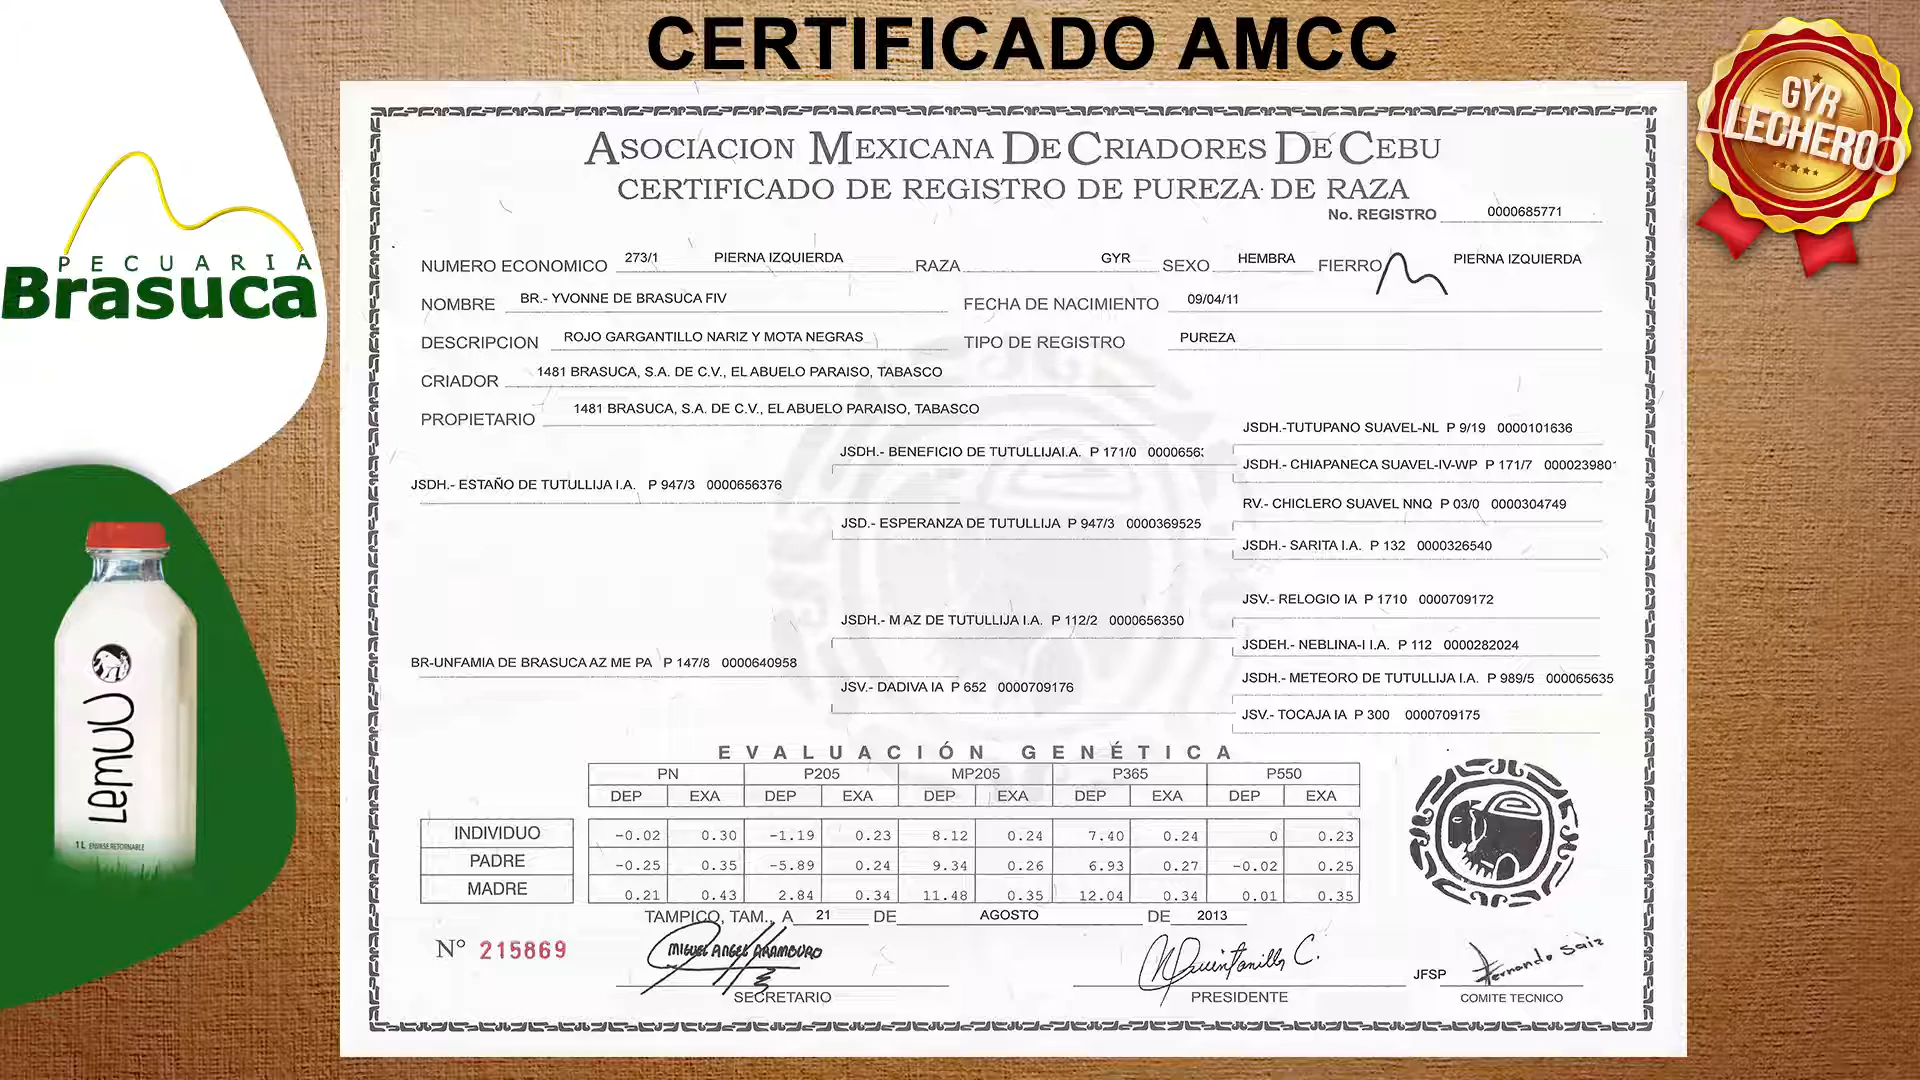 CERTIFICADO AMCC
GYR
LECHERO
PECUARIA
Brasuca
Lemuu
1 L ENVASE RETORNABLE
ASOCIACION MEXICANA DE CRIADORES DE CEBU
CERTIFICADO DE REGISTRO DE PUREZA DE RAZA
No. REGISTRO 0000685771
NUMERO ECONOMICO 273/1 PIERNA IZQUIERDA RAZA GYR SEXO HEMBRA FIERRO PIERNA IZQUIERDA
NOMBRE BR.- YVONNE DE BRASUCA FIV FECHA DE NACIMIENTO 09/04/11
DESCRIPCION ROJO GARGANTILLO NARIZ Y MOTA NEGRAS TIPO DE REGISTRO PUREZA
CRIADOR 1481 BRASUCA, S.A. DE C.V., EL ABUELO PARAISO, TABASCO
PROPIETARIO 1481 BRASUCA, S.A. DE C.V., EL ABUELO PARAISO, TABASCO
JSDH.-TUTUPANO SUAVEL-NL P 9/19 0000101636
JSDH.- BENEFICIO DE TUTULLIJAI.A. P 171/0 0000656
JSDH.- CHIAPANECA SUAVEL-IV-WP P 171/7 000023980
JSDH.- ESTAÑO DE TUTULLIJA I.A. P 947/3 0000656376
RV.- CHICLERO SUAVEL NNQ P 03/0 0000304749
JSD.- ESPERANZA DE TUTULLIJA P 947/3 0000369525
JSDH.- SARITA I.A. P 132 0000326540
JSV.- RELOGIO IA P 1710 0000709172
JSDH.- M AZ DE TUTULLIJA I.A. P 112/2 0000656350
JSDEH.- NEBLINA-I I.A. P 112 0000282024
BR-UNFAMIA DE BRASUCA AZ ME PA P 147/8 0000640958
JSDH.- METEORO DE TUTULLIJA I.A. P 989/5 000065635
JSV.- DADIVA IA P 652 0000709176
JSV.- TOCAJA IA P 300 0000709175
EVALUACIÓN GENÉTICA
PN P205 MP205 P365 P550
DEP EXA DEP EXA DEP EXA DEP EXA DEP EXA
INDIVIDUO -0.02 0.30 -1.19 0.23 8.12 0.24 7.40 0.24 0 0.23
PADRE -0.25 0.35 -5.89 0.24 9.34 0.26 6.93 0.27 -0.02 0.25
MADRE 0.21 0.43 2.84 0.34 11.48 0.35 12.04 0.34 0.01 0.35
TAMPICO, TAM., A 21 DE AGOSTO DE 2013
N° 215869
MIGUEL ANGEL ARAMBURO
Quintanilla C.
JFSP Fernando Saiz
SECRETARIO PRESIDENTE COMITE TECNICO